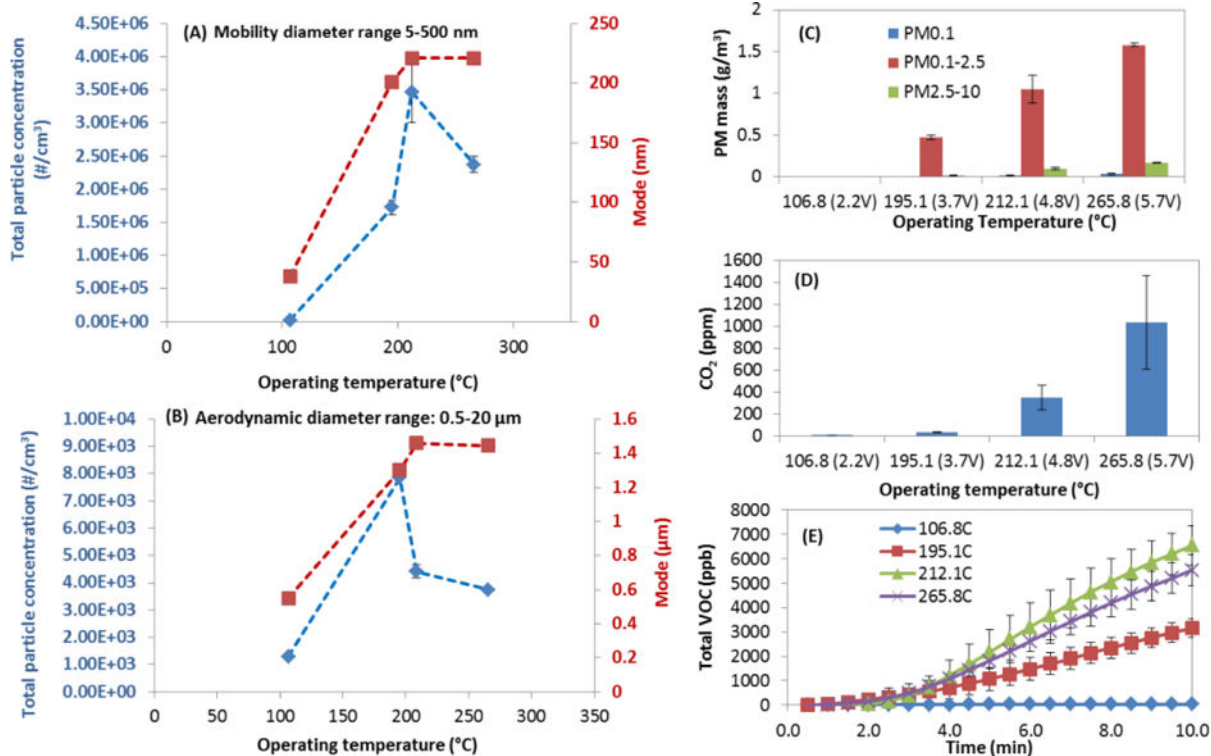 (A) Mobility diameter range 5-500 nm
Total particle concentration
(#/cm³)
4.50E+06
4.00E+06
3.50E+06
3.00E+06
2.50E+06
2.00E+06
1.50E+06
1.00E+06
5.00E+05
0.00E+00
250
200
150
100
50
0
Mode (nm)
0
100
200
300
Operating temperature (°C)
(B) Aerodynamic diameter range: 0.5-20 µm
Total particle concentration (#/cm³)
1.00E+04
9.00E+03
8.00E+03
7.00E+03
6.00E+03
5.00E+03
4.00E+03
3.00E+03
2.00E+03
1.00E+03
0.00E+00
1.6
1.4
1.2
1
0.8
0.6
0.4
0.2
0
Mode (µm)
0
50
100
150
200
250
300
350
Operating temperature (°C)
(C)
PM0.1
PM0.1-2.5
PM2.5-10
PM mass (g/m³)
2
1.5
1
0.5
0
106.8 (2.2V)
195.1 (3.7V)
212.1 (4.8V)
265.8 (5.7V)
Operating Temperature (°C)
(D)
CO₂ (ppm)
1600
1400
1200
1000
800
600
400
200
0
106.8 (2.2V)
195.1 (3.7V)
212.1 (4.8V)
265.8 (5.7V)
Operating temperature (°C)
(E)
106.8C
195.1C
212.1C
265.8C
Total VOC (ppb)
8000
7000
6000
5000
4000
3000
2000
1000
0
0.0
2.0
4.0
6.0
8.0
10.0
Time (min)